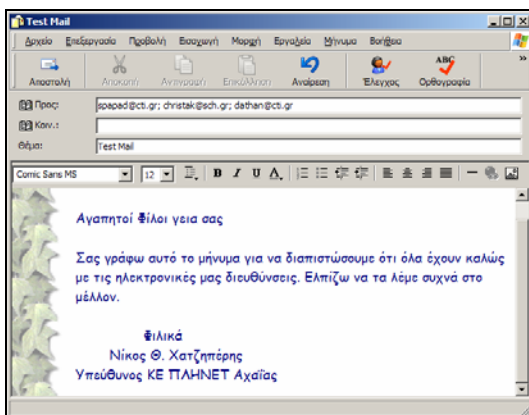 Test Mail
Αρχείο Επεξεργασία Προβολή Εισαγωγή Μορφή Εργαλεία Μήνυμα Βοήθεια
Αποστολή Αποκοπή Αντιγραφή Επικόλληση Αναίρεση Έλεγχος Ορθογραφία
Προς: spapad@cti.gr; christak@sch.gr; dathan@cti.gr
Κοιν.:
Θέμα: Test Mail
Comic Sans MS 12 B I U A
Αγαπητοί Φίλοι γεια σας
Σας γράφω αυτό το μήνυμα για να διαπιστώσουμε ότι όλα έχουν καλώς
με τις ηλεκτρονικές μας διευθύνσεις. Ελπίζω να τα λέμε συχνά στο
μέλλον.
Φιλικά
Νίκος Θ. Χατζηπέρης
Υπεύθυνος ΚΕ ΠΛΗΝΕΤ Αχαΐας